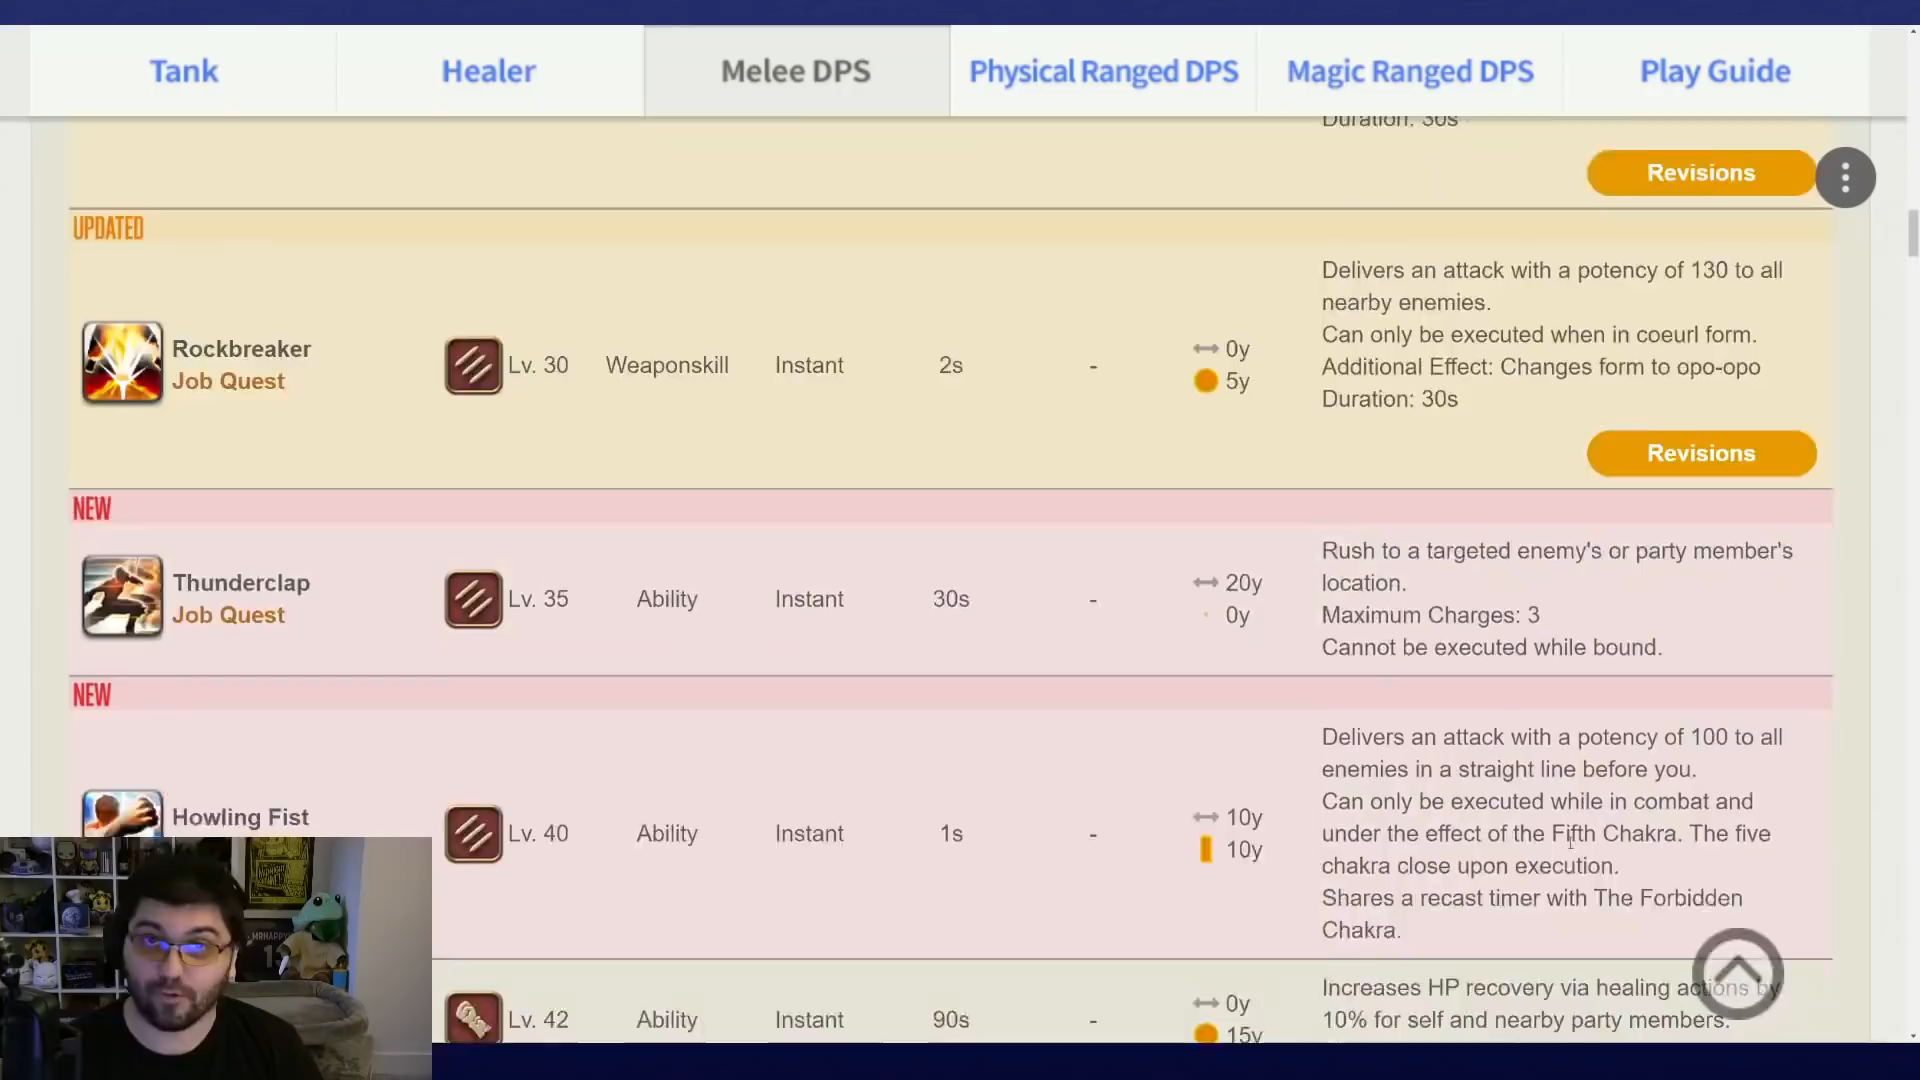 Tank
Healer
Melee DPS
Physical Ranged DPS
Magic Ranged DPS
Play Guide
Duration: 30s
Revisions
UPDATED
Rockbreaker
Job Quest
Lv. 30
Weaponskill
Instant
2s
-
0y
5y
Delivers an attack with a potency of 130 to all
nearby enemies.
Can only be executed when in coeurl form.
Additional Effect: Changes form to opo-opo
Duration: 30s
Revisions
NEW
Thunderclap
Job Quest
Lv. 35
Ability
Instant
30s
-
20y
0y
Rush to a targeted enemy's or party member's
location.
Maximum Charges: 3
Cannot be executed while bound.
NEW
Howling Fist
Lv. 40
Ability
Instant
1s
-
10y
10y
Delivers an attack with a potency of 100 to all
enemies in a straight line before you.
Can only be executed while in combat and
under the effect of the Fifth Chakra. The five
chakra close upon execution.
Shares a recast timer with The Forbidden
Chakra.
Lv. 42
Ability
Instant
90s
-
0y
15y
Increases HP recovery via healing actions by
10% for self and nearby party members.
MRHAPPY